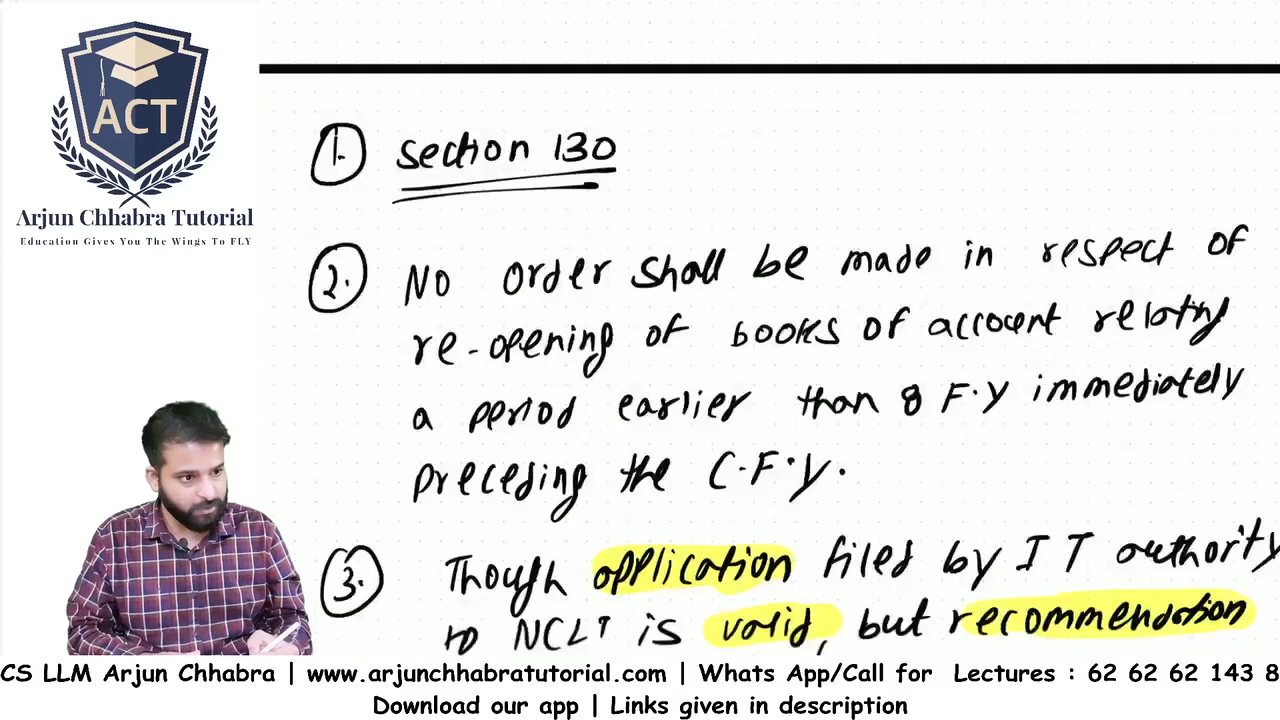 ACT
Arjun Chhabra Tutorial
Education Gives You The Wings To FLY
1. Section 130
2. No order shall be made in respect of
re-opening of books of account relating
a period earlier than 8 F.Y immediately
preceding the C.F.Y.
3. Though application filed by IT authority
to NCLT is valid, but recommendation
CS LLM Arjun Chhabra | www.arjunchhabratutorial.com | Whats App/Call for Lectures : 62 62 62 143 8
Download our app | Links given in description